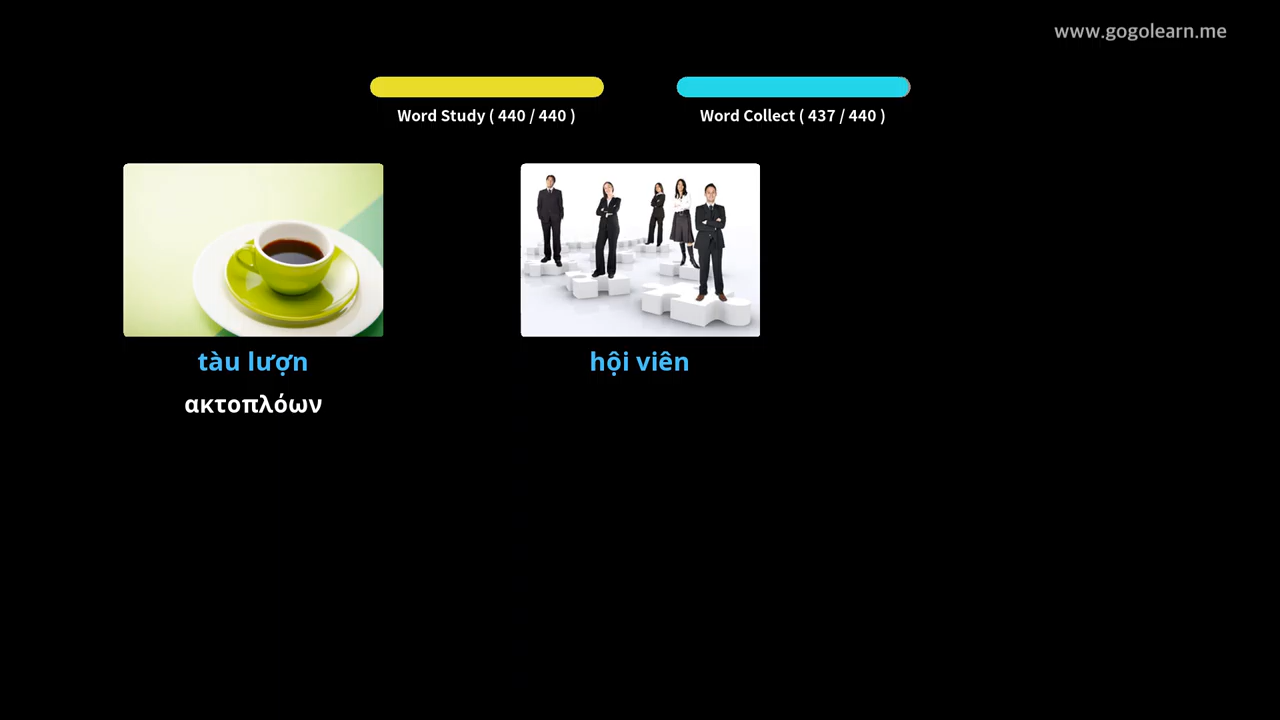 www.gogolearn.me
Word Study ( 440 / 440 )
Word Collect ( 437 / 440 )
tàu lượn
hội viên
ακτοπλόων